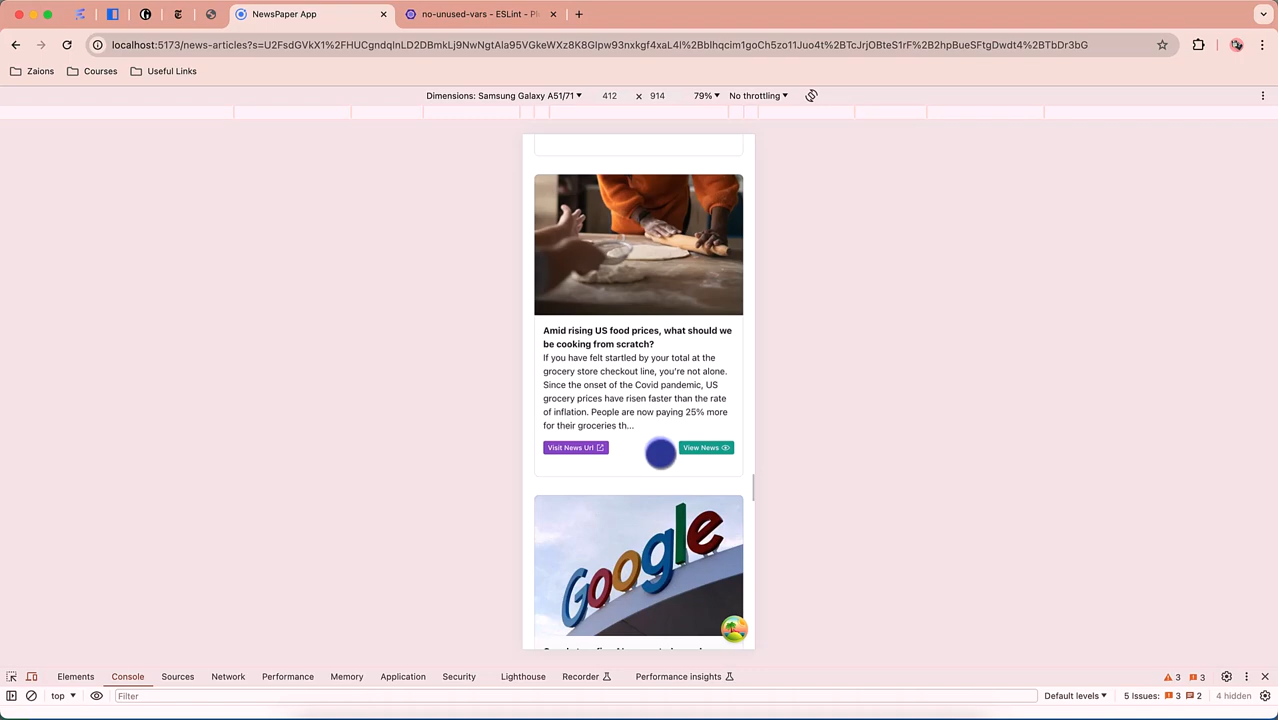 NewsPaper App
no-unused-vars - ESLint - Pl
localhost:5173/news-articles?s=U2FsdGVkX1%2FHUCgndqInLD2DBmkLj9NwNgtAla95VGkeWXz8K8Glpw93nxkgf4xaL4l%2Bblhqcim1goCh5zo11Juo4t%2BTcJrjOBteS1rF%2B2hpBueSFtgDwdt4%2BTbDr3bG
Zaions
Courses
Useful Links
Dimensions: Samsung Galaxy A51/71 412 × 914 79% No throttling
Amid rising US food prices, what should we
be cooking from scratch?
If you have felt startled by your total at the
grocery store checkout line, you're not alone.
Since the onset of the Covid pandemic, US
grocery prices have risen faster than the rate
of inflation. People are now paying 25% more
for their groceries th...
Visit News Url
View News
Google
Elements Console Sources Network Performance Memory Application Security Lighthouse Recorder Performance insights 3 3
top Filter Default levels 5 Issues: 3 2 4 hidden